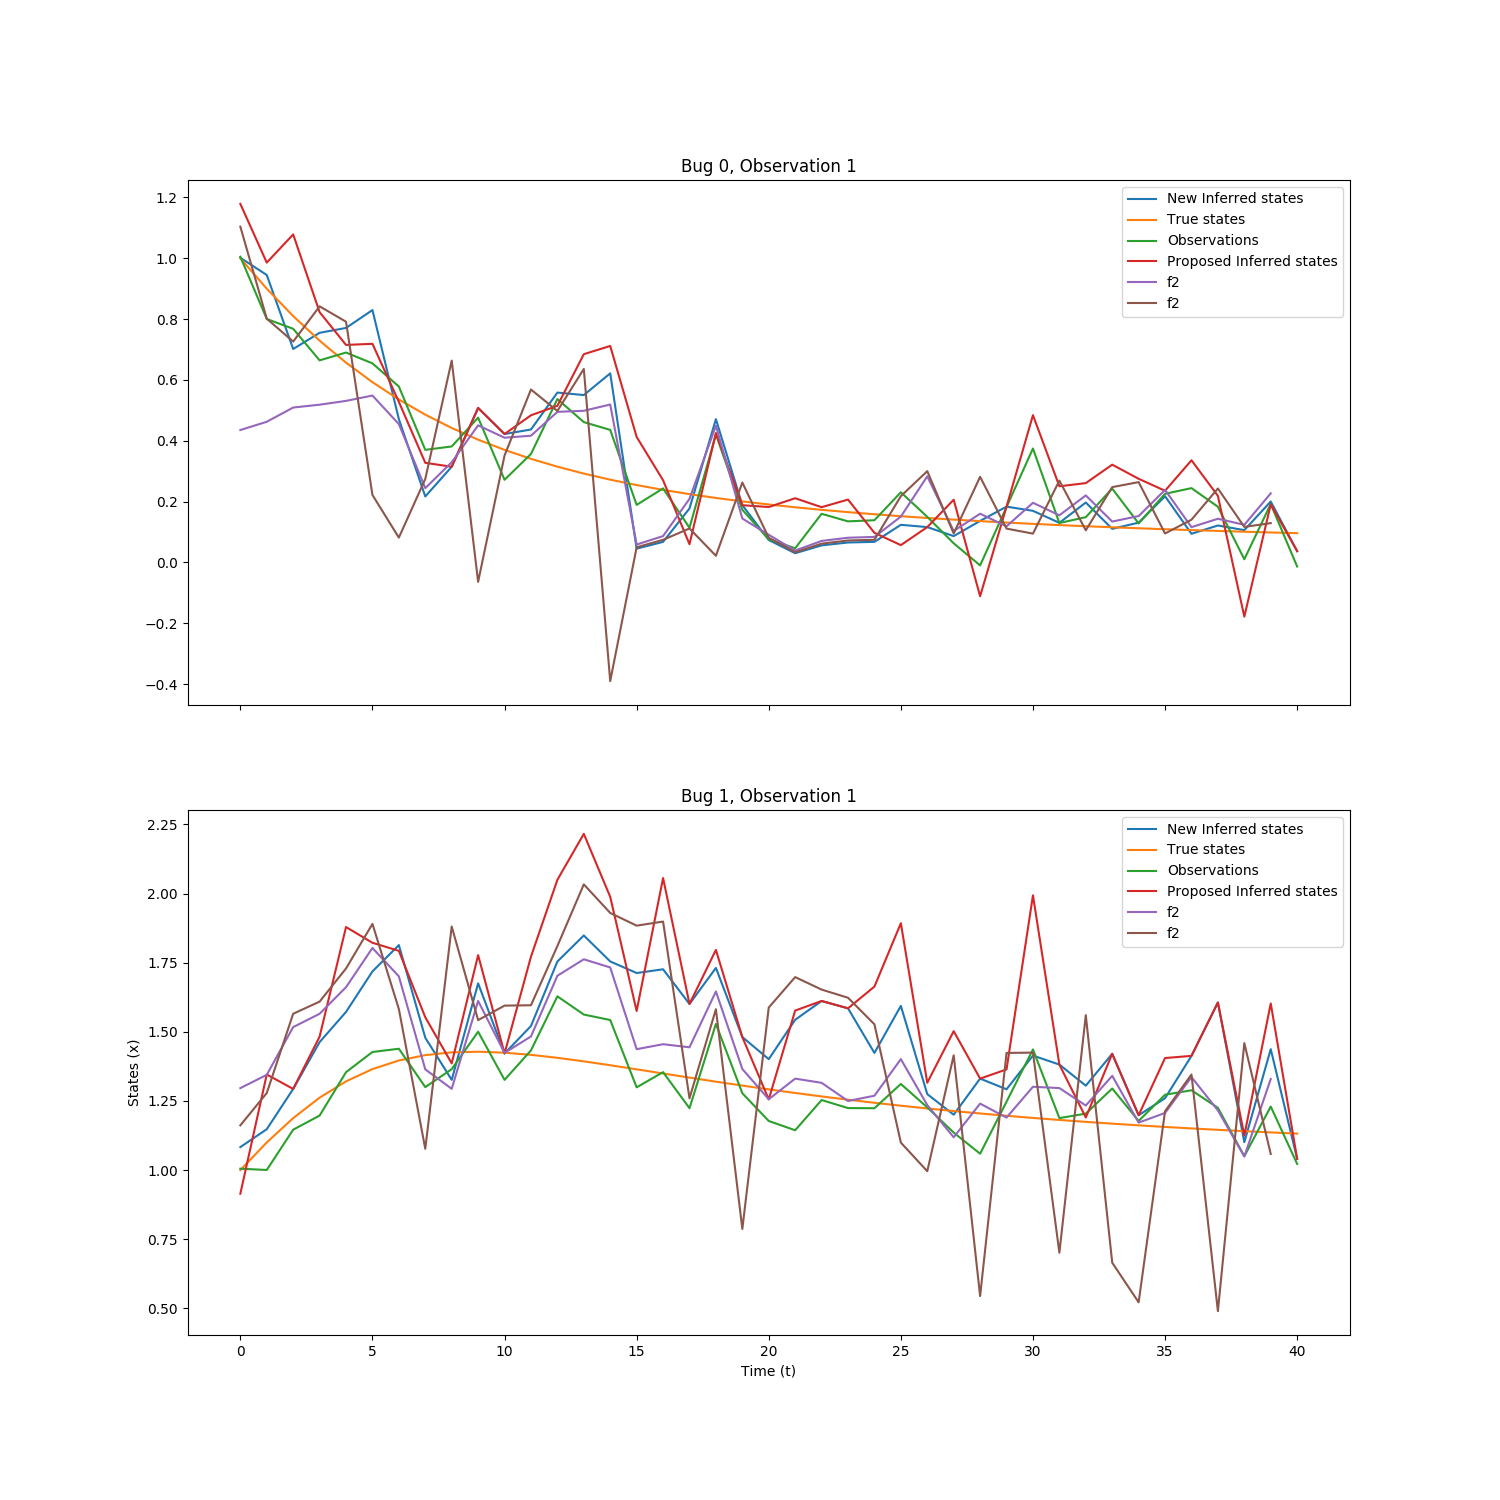 Bug 0, Observation 1
1.2
1.0
0.8
0.6
0.4
0.2
0.0
−0.2
−0.4
New Inferred states
True states
Observations
Proposed Inferred states
f2
f2
Bug 1, Observation 1
States (x)
2.25
2.00
1.75
1.50
1.25
1.00
0.75
0.50
New Inferred states
True states
Observations
Proposed Inferred states
f2
f2
0 5 10 15 20 25 30 35 40
Time (t)